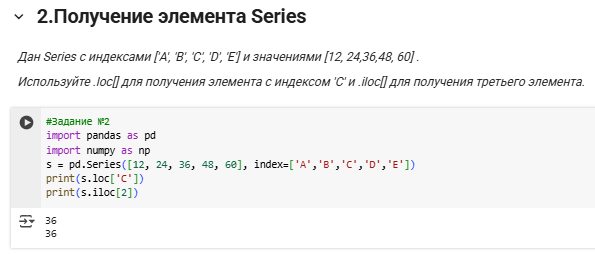 2.Получение элемента Series
Дан Series с индексами ['A', 'B', 'C', 'D', 'E'] и значениями [12, 24,36,48, 60] .
Используйте .loc[] для получения элемента с индексом 'C' и .iloc[] для получения третьего элемента.
#Задание №2
import pandas as pd
import numpy as np
s = pd.Series([12, 24, 36, 48, 60], index=['A','B','C','D','E'])
print(s.loc['C'])
print(s.iloc[2])
36
36